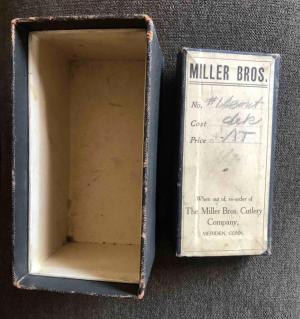 MILLER BROS.
No.
Cost
Price
When out of, re-order of
The Miller Bros. Cutlery
Company,
MERIDEN, CONN.